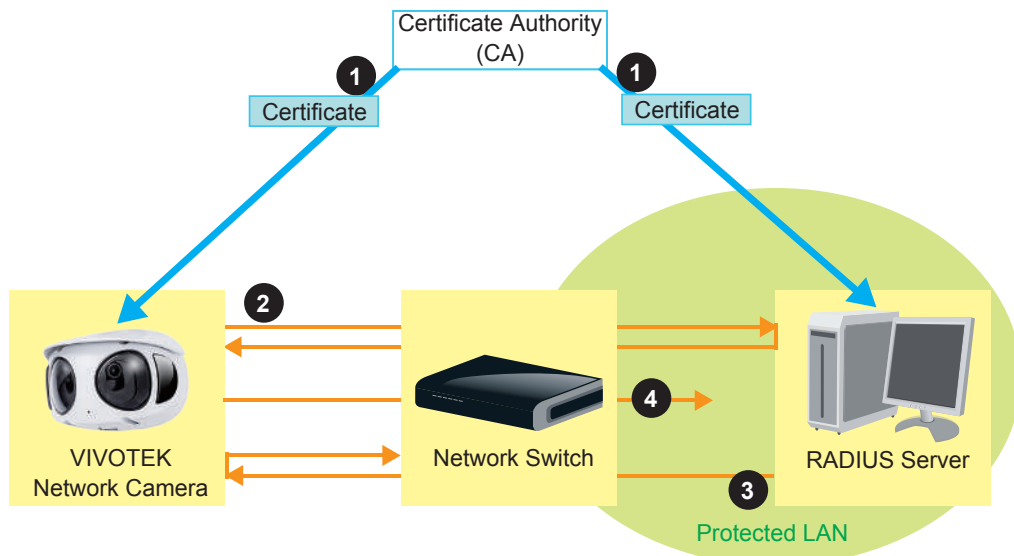 Certificate Authority
(CA)
1
1
Certificate
Certificate
2
4
VIVOTEK
Network Camera
Network Switch
RADIUS Server
3
Protected LAN